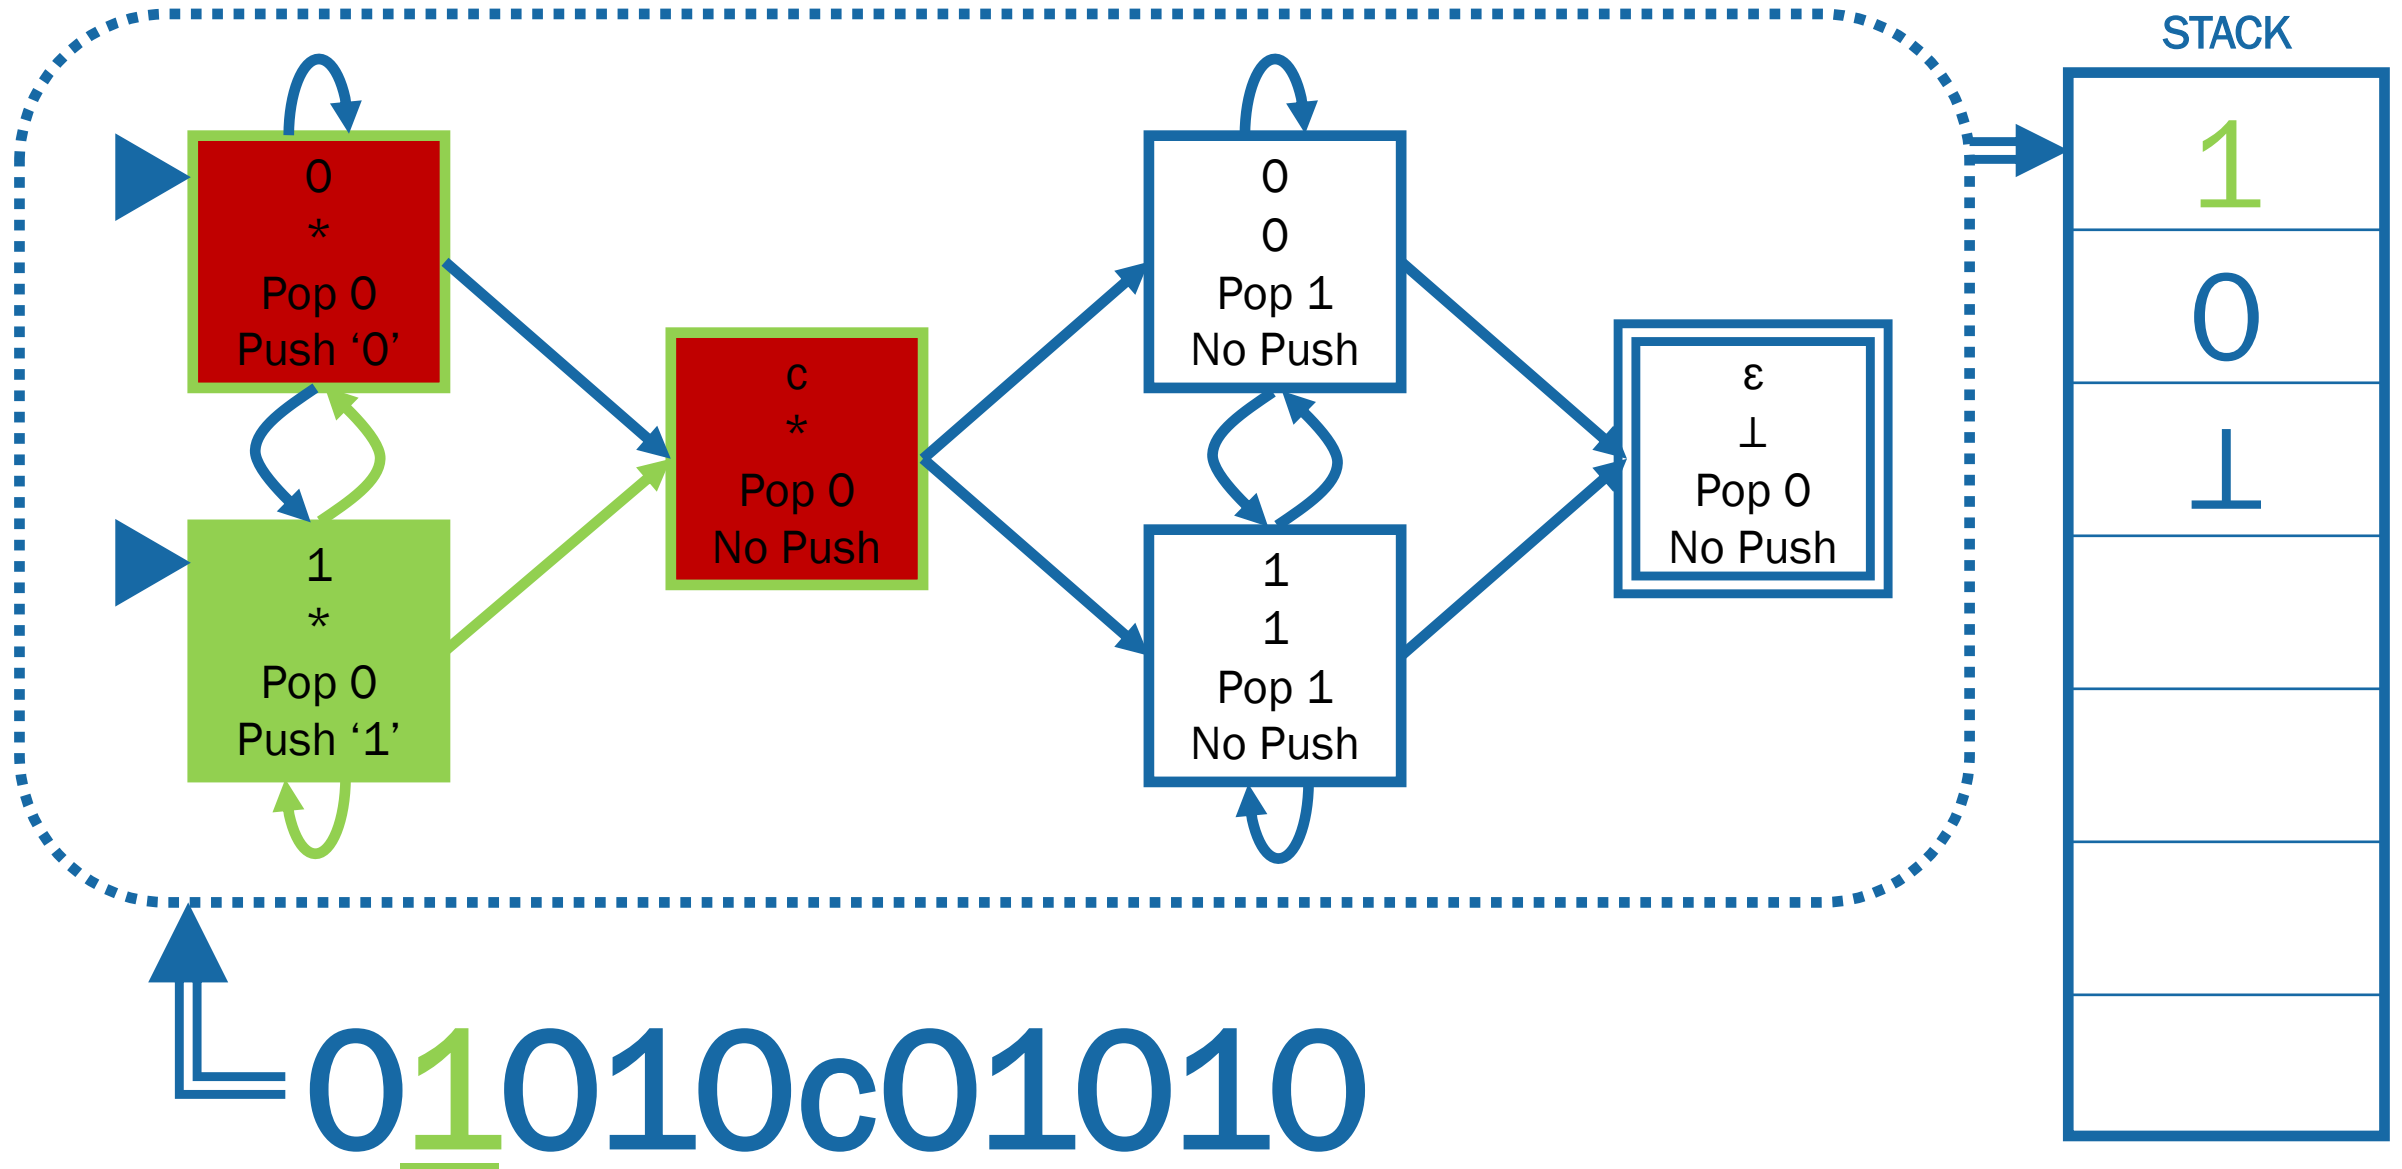 STACK
0
*
Pop 0
Push ‘0’
1
*
Pop 0
Push ‘1’
c
*
Pop 0
No Push
0
0
Pop 1
No Push
1
1
Pop 1
No Push
ε
⊥
Pop 0
No Push
1
0
⊥
01010c01010